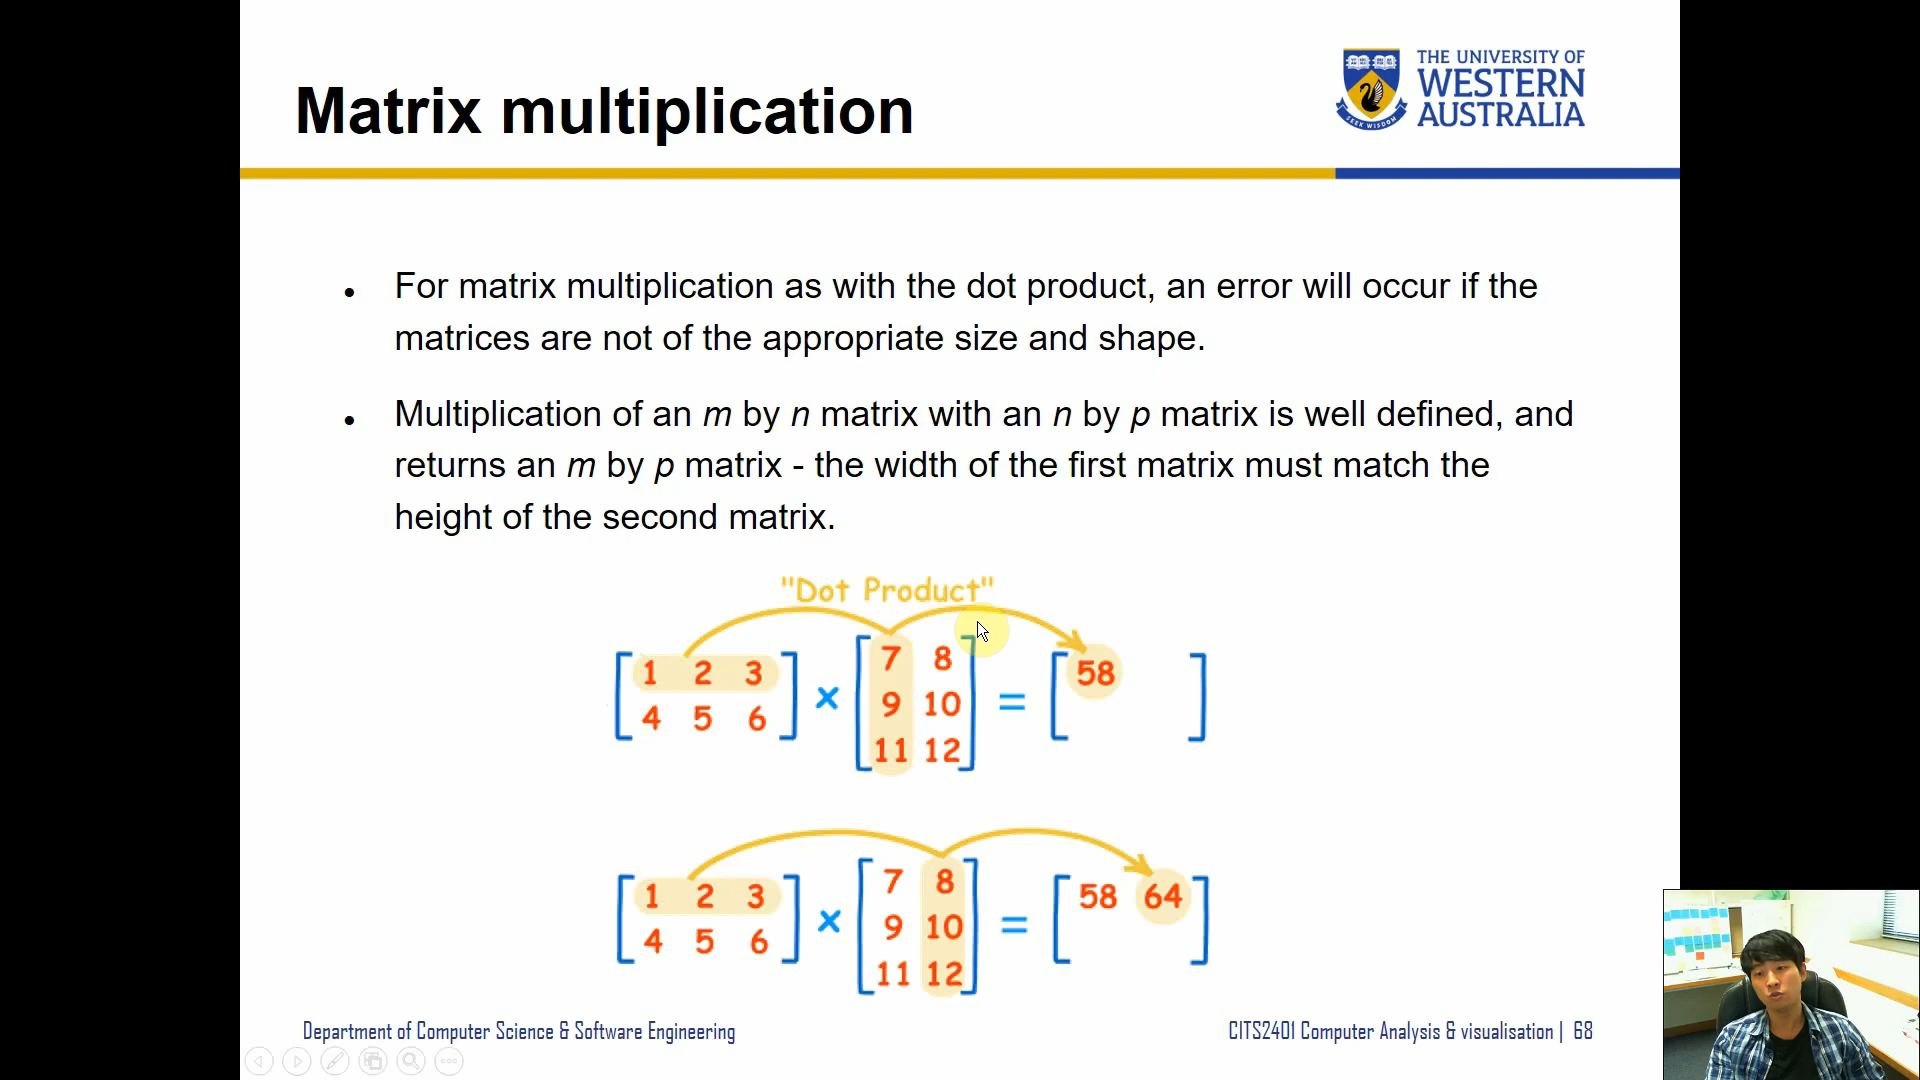 THE UNIVERSITY OF
WESTERN
AUSTRALIA
SEEK WISDOM
Matrix multiplication
• For matrix multiplication as with the dot product, an error will occur if the
matrices are not of the appropriate size and shape.
• Multiplication of an m by n matrix with an n by p matrix is well defined, and
returns an m by p matrix - the width of the first matrix must match the
height of the second matrix.
"Dot Product"
1 2 3
4 5 6
×
7 8
9 10
11 12
=
58
1 2 3
4 5 6
×
7 8
9 10
11 12
=
58 64
Department of Computer Science & Software Engineering
CITS2401 Computer Analysis & visualisation | 68